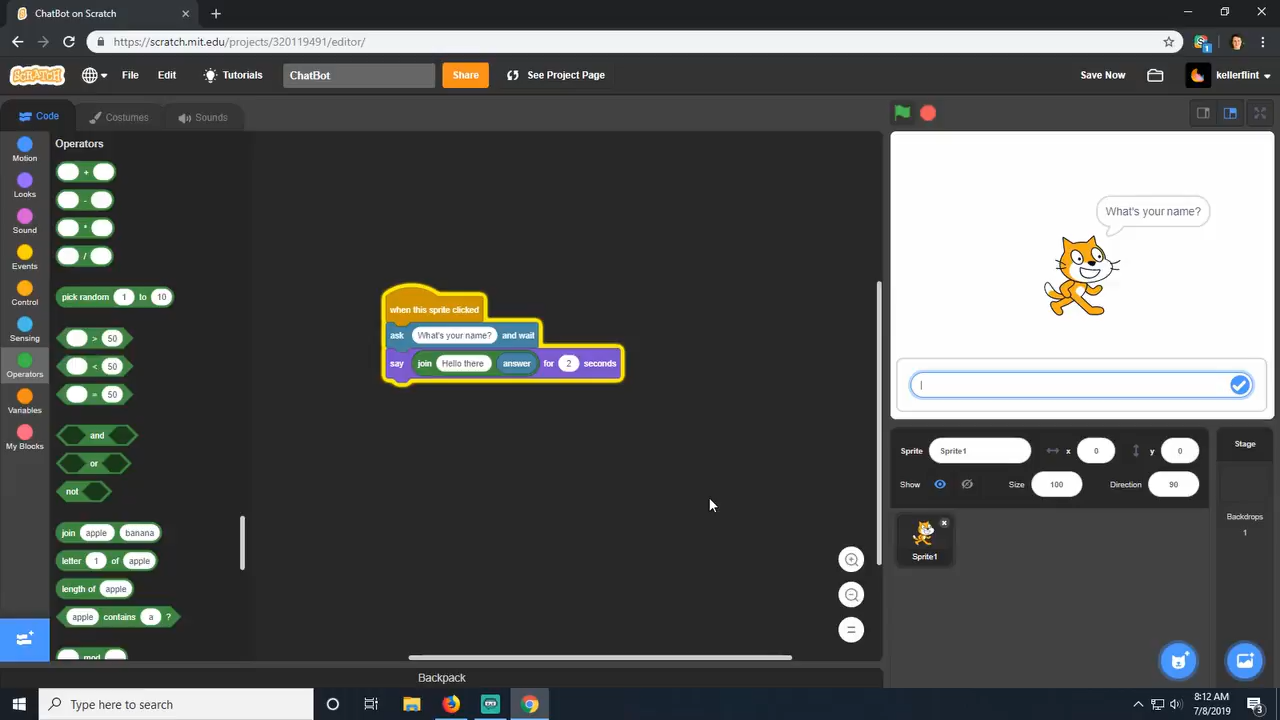 ChatBot on Scratch
https://scratch.mit.edu/projects/320119491/editor/
SCRATCH
File
Edit
Tutorials
ChatBot
Share
See Project Page
Save Now
kellerflint
Code
Costumes
Sounds
Motion
Looks
Sound
Events
Control
Sensing
Operators
Variables
My Blocks
Operators
+
-
*
/
pick random 1 to 10
> 50
< 50
= 50
and
or
not
join apple banana
letter 1 of apple
length of apple
apple contains a ?
mod
when this sprite clicked
ask What's your name? and wait
say join Hello there answer for 2 seconds
What's your name?
Sprite Sprite1 x 0 y 0
Show Size 100 Direction 90
Sprite1
Stage
Backdrops
1
Backpack
Type here to search
8:12 AM
7/8/2019